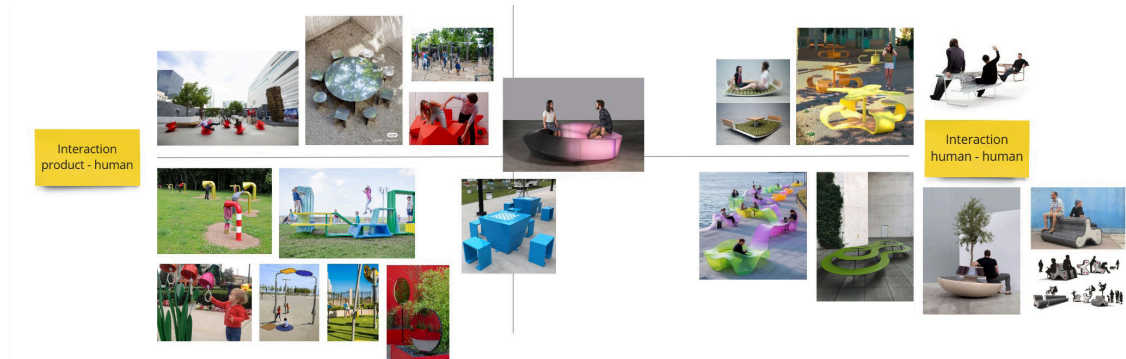 Interaction
product - human
Interaction
human - human